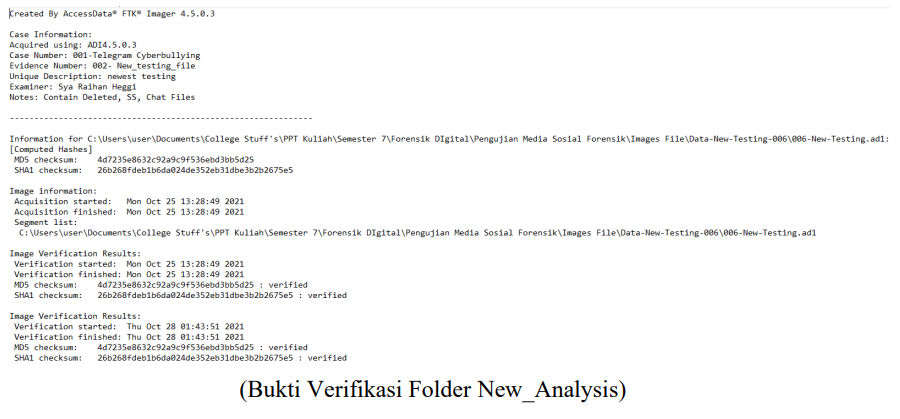 Created By AccessData® FTK® Imager 4.5.0.3
Case Information:
Acquired using: ADI4.5.0.3
Case Number: 001-Telegram Cyberbullying
Evidence Number: 002- New_testing_file
Unique Description: newest testing
Examiner: Sya Raihan Heggi
Notes: Contain Deleted, SS, Chat Files
--------------------------------------------------------------
Information for C:\Users\user\Documents\College Stuff's\PPT Kuliah\Semester 7\Forensik DIgital\Pengujian Media Sosial Forensik\Images File\Data-New-Testing-006\006-New-Testing.ad1:
[Computed Hashes]
MD5 checksum: 4d7235e8632c92a9c9f536ebd3bb5d25
SHA1 checksum: 26b268fdeb1b6da024de352eb31dbe3b2b2675e5
Image information:
Acquisition started: Mon Oct 25 13:28:49 2021
Acquisition finished: Mon Oct 25 13:28:49 2021
Segment list:
C:\Users\user\Documents\College Stuff's\PPT Kuliah\Semester 7\Forensik DIgital\Pengujian Media Sosial Forensik\Images File\Data-New-Testing-006\006-New-Testing.ad1
Image Verification Results:
Verification started: Mon Oct 25 13:28:49 2021
Verification finished: Mon Oct 25 13:28:49 2021
MD5 checksum: 4d7235e8632c92a9c9f536ebd3bb5d25 : verified
SHA1 checksum: 26b268fdeb1b6da024de352eb31dbe3b2b2675e5 : verified
Image Verification Results:
Verification started: Thu Oct 28 01:43:51 2021
Verification finished: Thu Oct 28 01:43:51 2021
MD5 checksum: 4d7235e8632c92a9c9f536ebd3bb5d25 : verified
SHA1 checksum: 26b268fdeb1b6da024de352eb31dbe3b2b2675e5 : verified
(Bukti Verifikasi Folder New_Analysis)